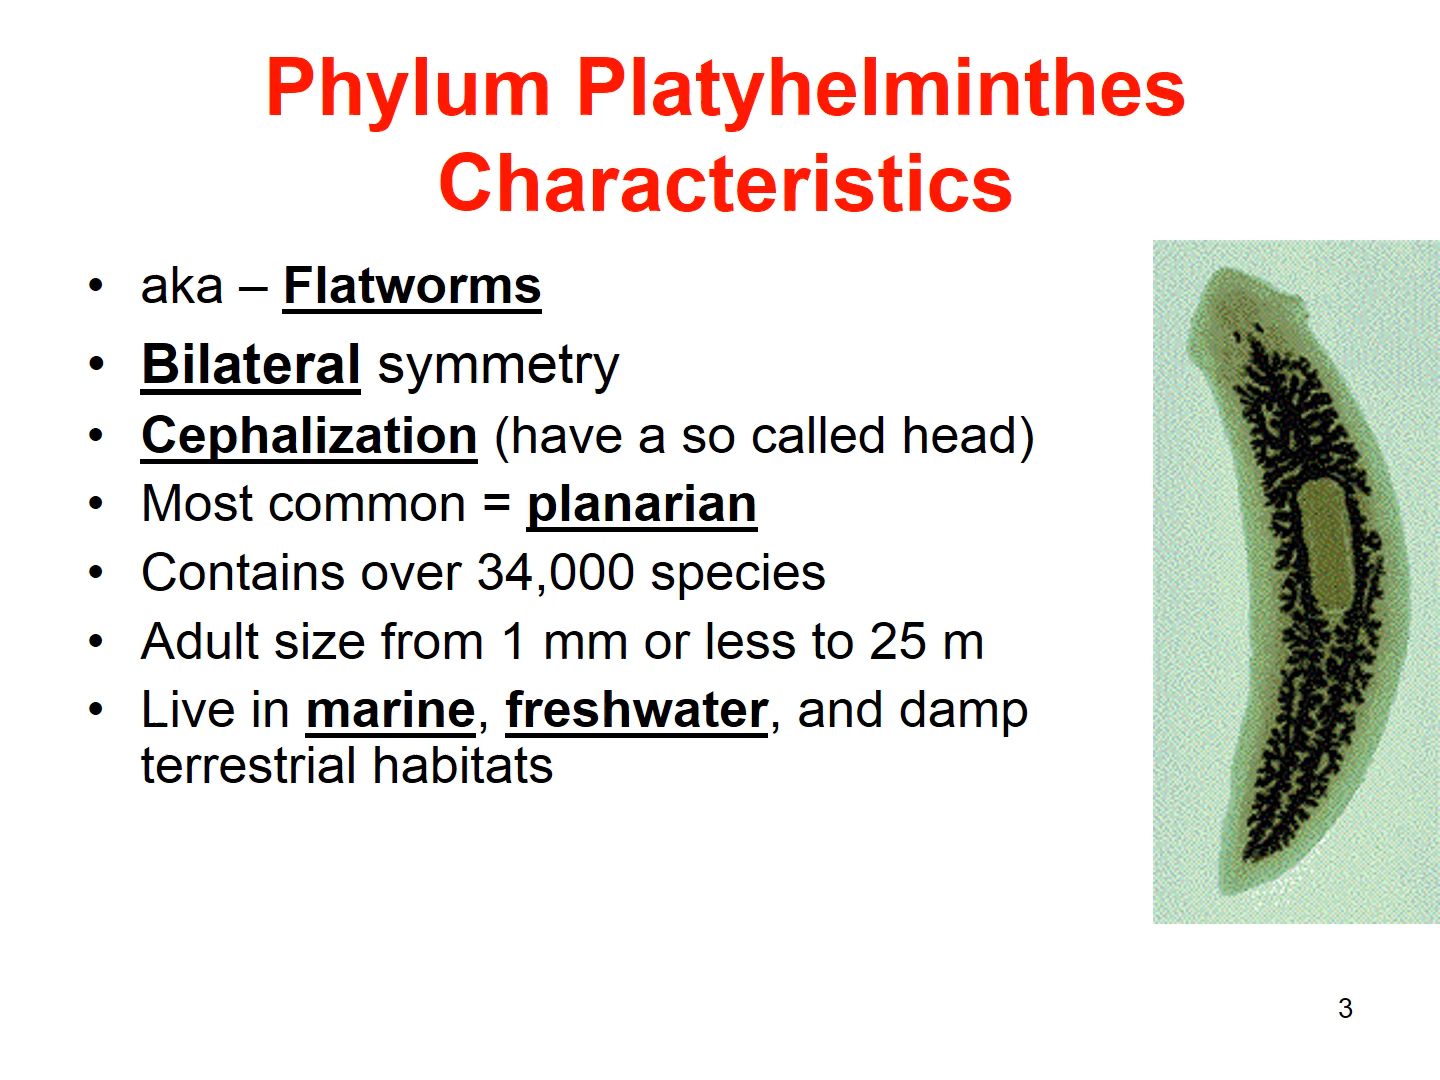 Phylum Platyhelminthes
Characteristics
• aka – Flatworms
• Bilateral symmetry
• Cephalization (have a so called head)
• Most common = planarian
• Contains over 34,000 species
• Adult size from 1 mm or less to 25 m
• Live in marine, freshwater, and damp
terrestrial habitats
3